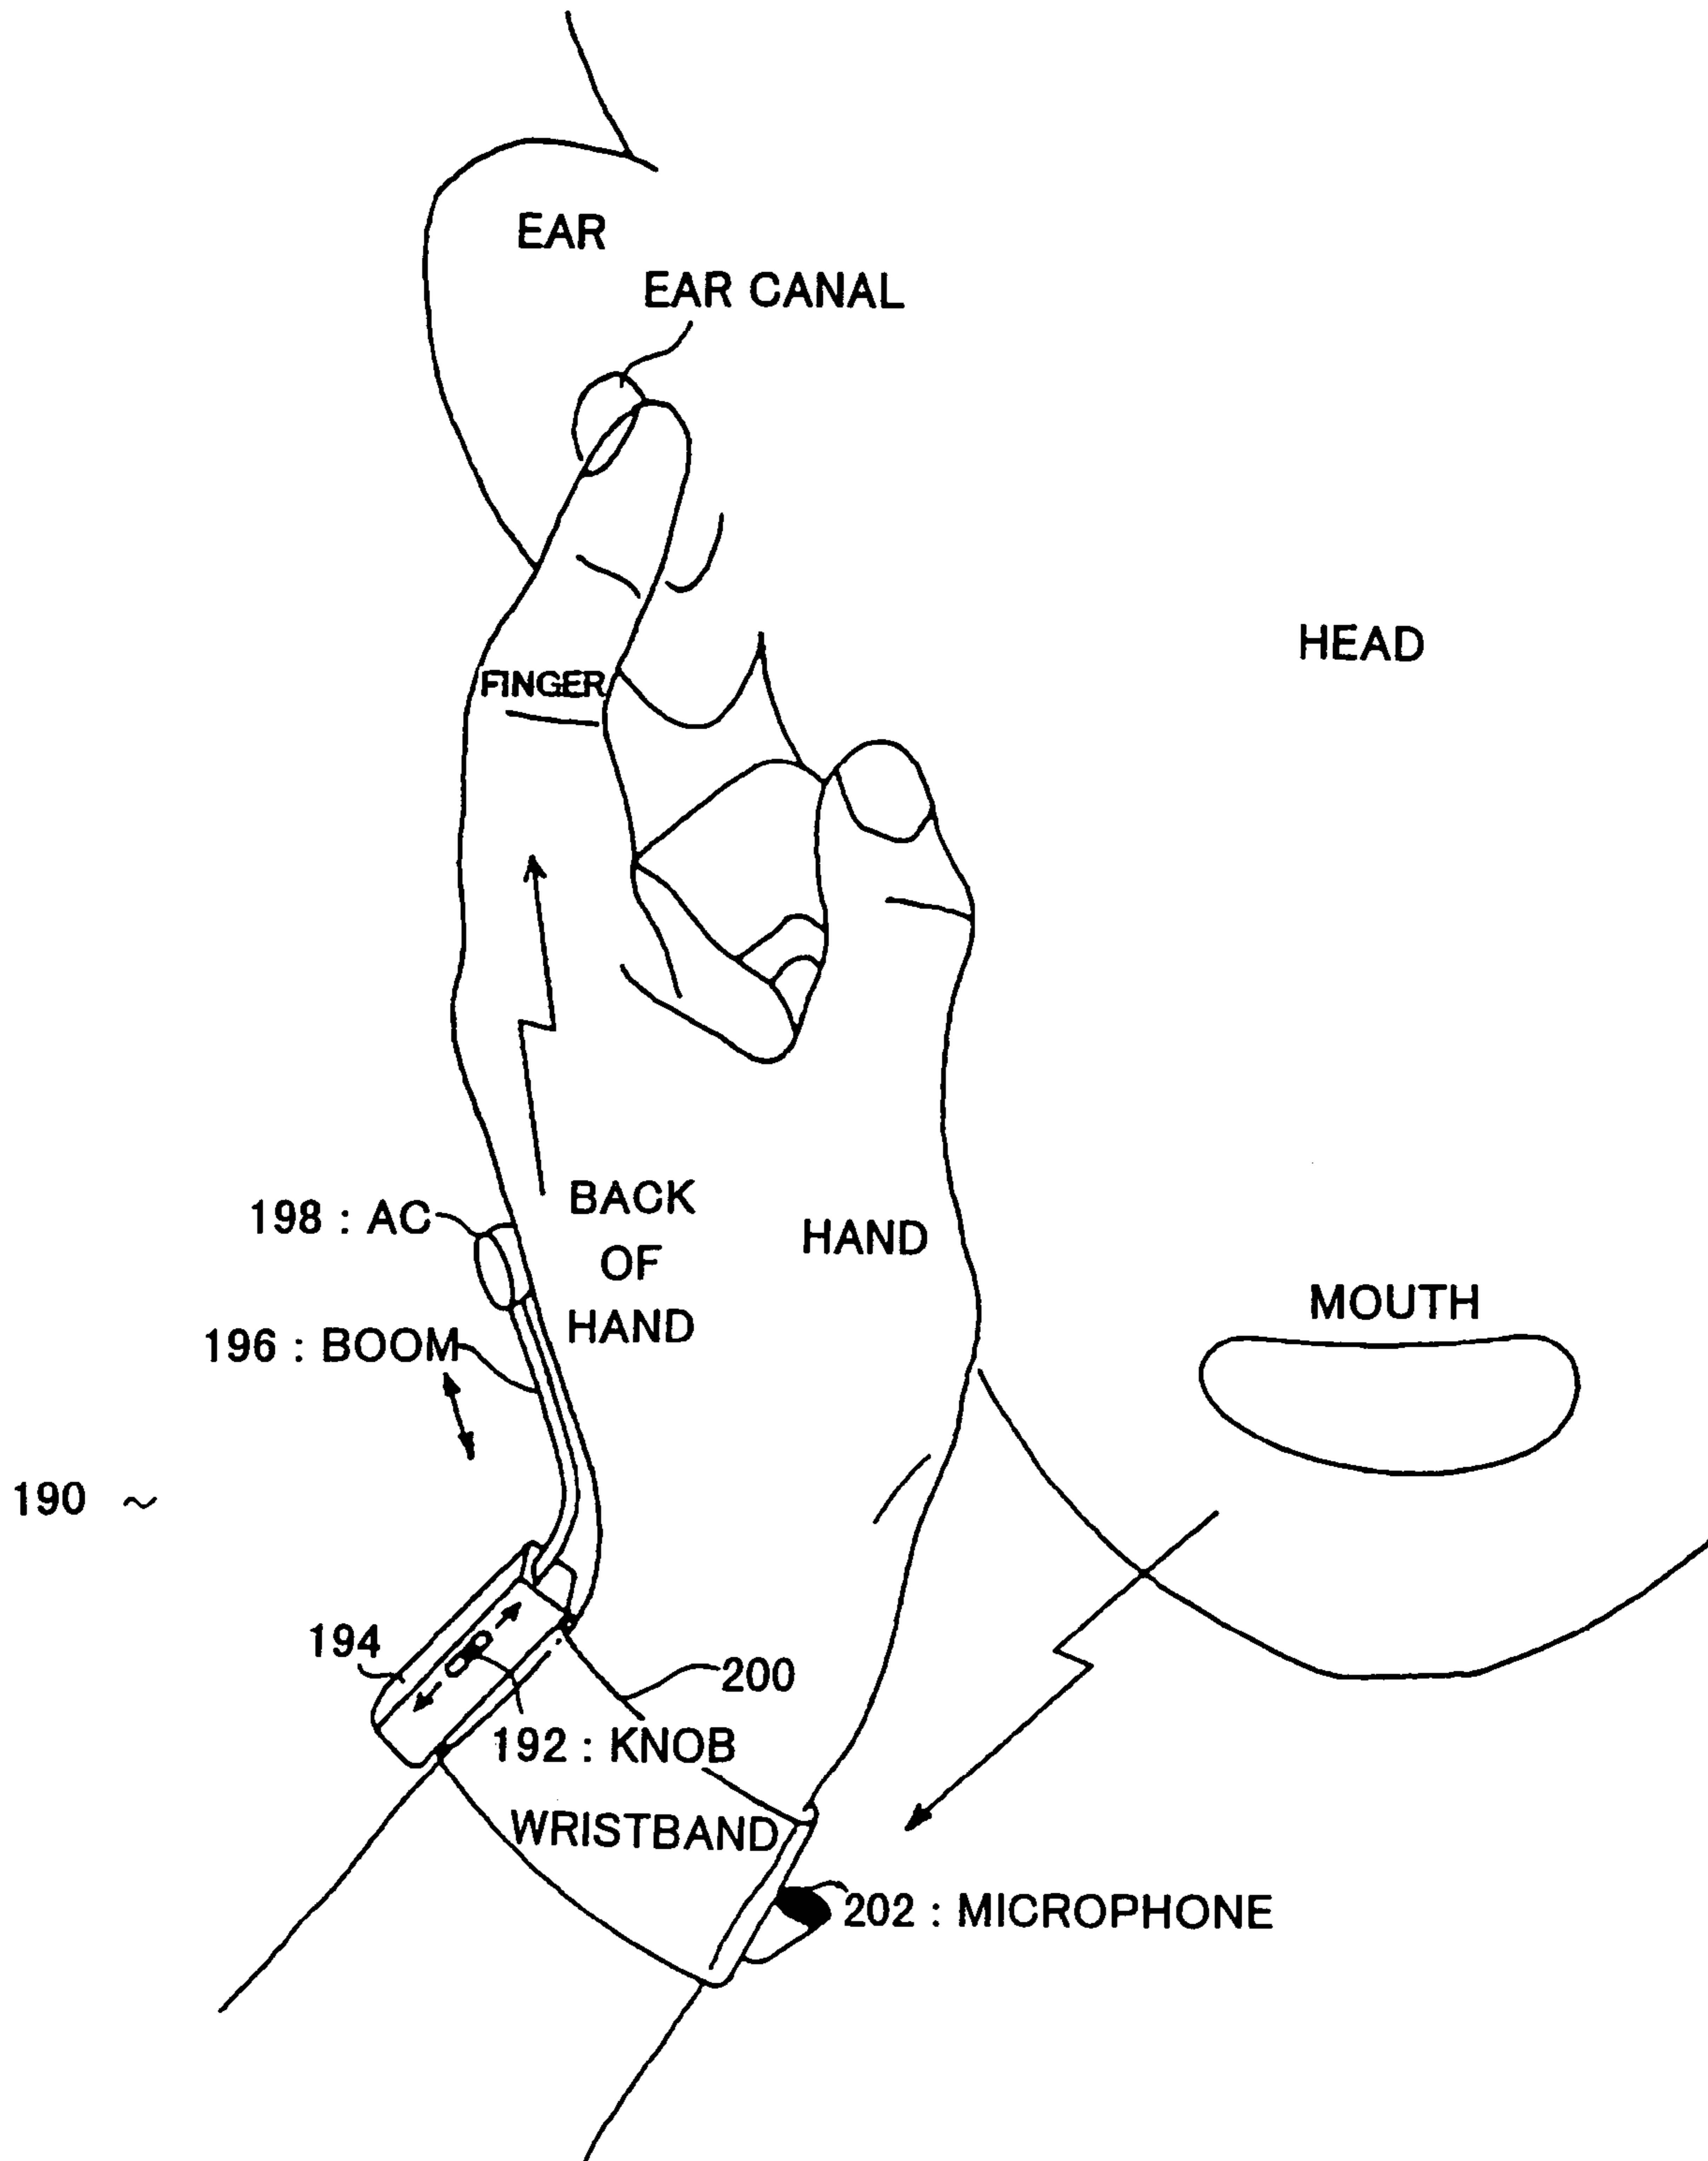 EAR
EAR CANAL
HEAD
FINGER
198 : AC
BACK
OF
HAND
HAND
MOUTH
196 : BOOM
190 ~
194
200
192 : KNOB
WRISTBAND
202 : MICROPHONE